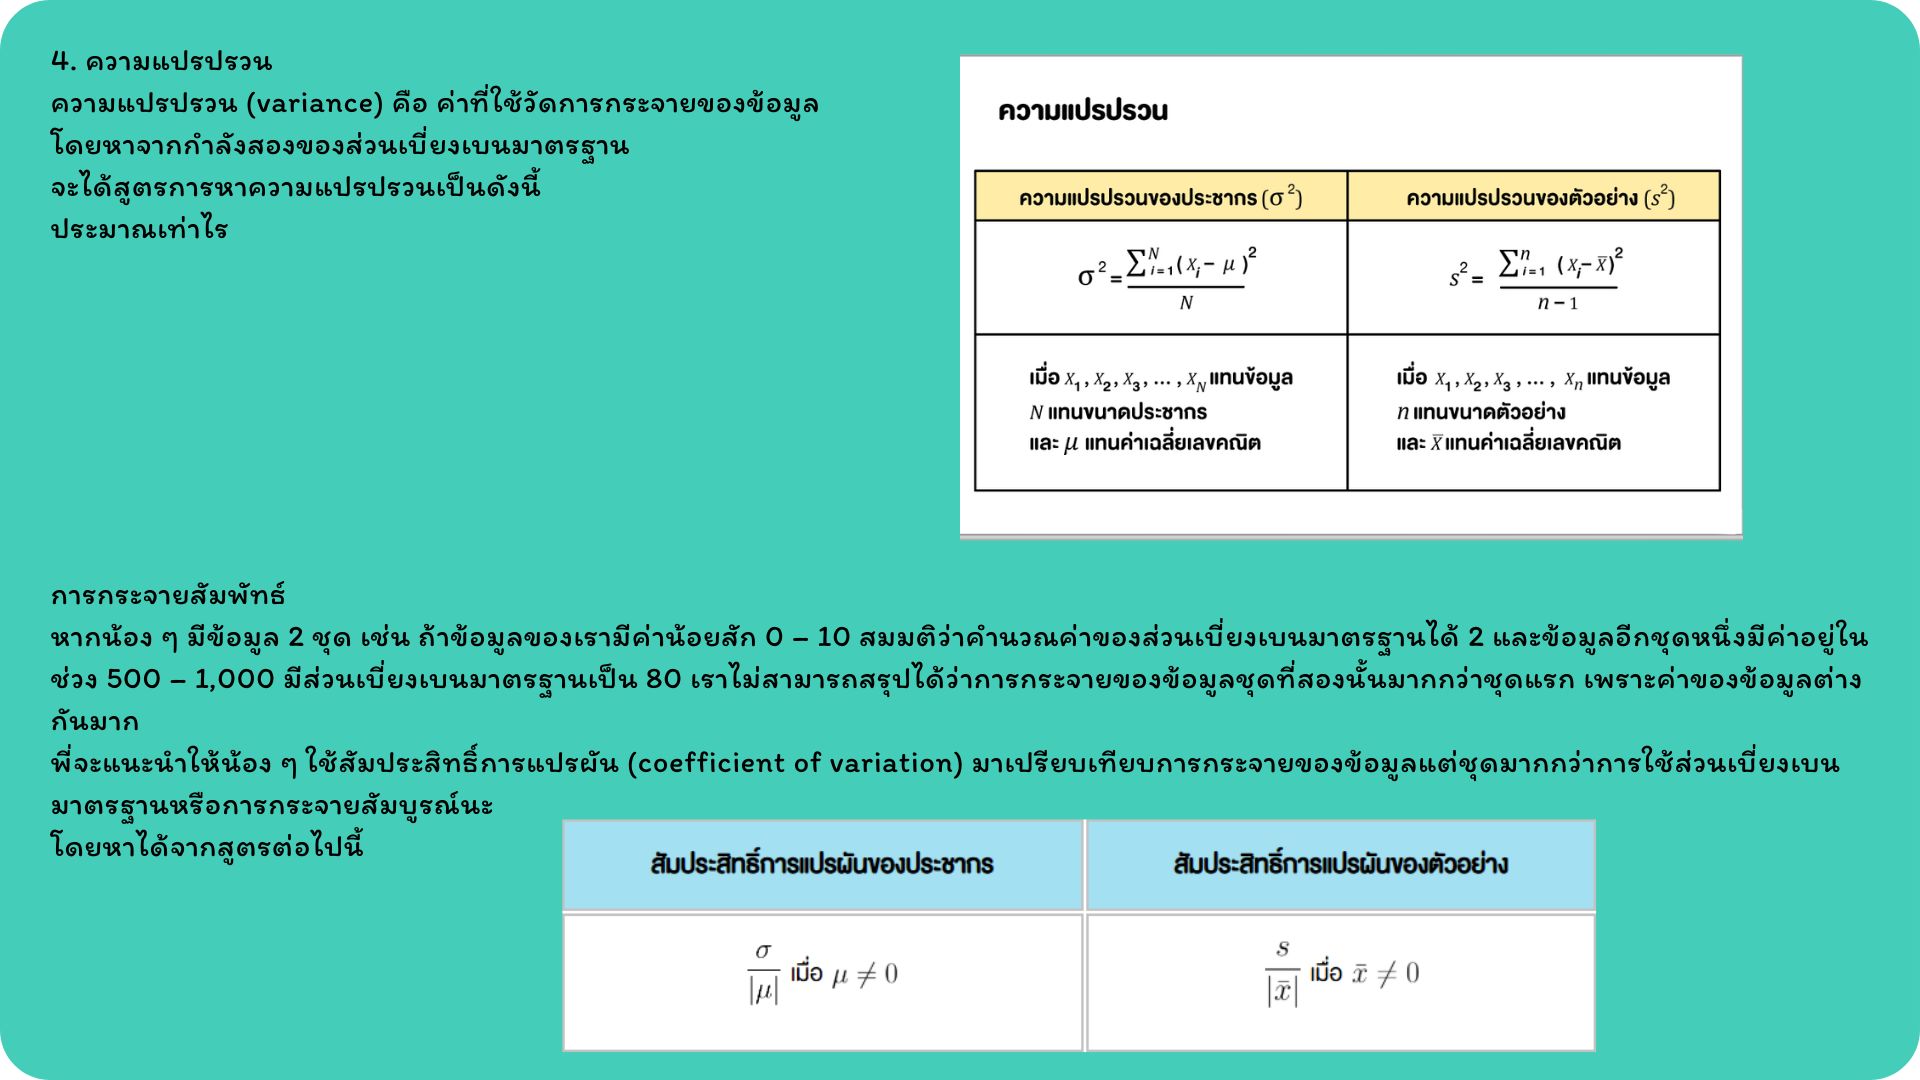 4. ความแปรปรวน
ความแปรปรวน (variance) คือ ค่าที่ใช้วัดการกระจายของข้อมูล
โดยหาจากกำลังสองของส่วนเบี่ยงเบนมาตรฐาน
จะได้สูตรการหาความแปรปรวนเป็นดังนี้
ประมาณเท่าไร
ความแปรปรวน
ความแปรปรวนของประชากร (σ²)
ความแปรปรวนของตัวอย่าง (s²)
σ² = \frac{\sum_{i=1}^{N} (x_i − μ)²}{N}
s² = \frac{\sum_{i=1}^{n} (x_i − x̄)²}{n − 1}
เมื่อ x₁, x₂, x₃, ... , x_N แทนข้อมูล
N แทนขนาดประชากร
และ μ แทนค่าเฉลี่ยเลขคณิต
เมื่อ x₁, x₂, x₃ , ... , x_n แทนข้อมูล
n แทนขนาดตัวอย่าง
และ x̄ แทนค่าเฉลี่ยเลขคณิต
การกระจายสัมพัทธ์
หากน้อง ๆ มีข้อมูล 2 ชุด เช่น ถ้าข้อมูลของเรามีค่าน้อยสัก 0 – 10 สมมติว่าคำนวณค่าของส่วนเบี่ยงเบนมาตรฐานได้ 2 และข้อมูลอีกชุดหนึ่งมีค่าอยู่ใน
ช่วง 500 – 1,000 มีส่วนเบี่ยงเบนมาตรฐานเป็น 80 เราไม่สามารถสรุปได้ว่าการกระจายของข้อมูลชุดที่สองนั้นมากกว่าชุดแรก เพราะค่าของข้อมูลต่าง
กันมาก
พี่จะแนะนำให้น้อง ๆ ใช้สัมประสิทธิ์การแปรผัน (coefficient of variation) มาเปรียบเทียบการกระจายของข้อมูลแต่ชุดมากกว่าการใช้ส่วนเบี่ยงเบน
มาตรฐานหรือการกระจายสัมบูรณ์นะ
โดยหาได้จากสูตรต่อไปนี้
สัมประสิทธิ์การแปรผันของประชากร
สัมประสิทธิ์การแปรผันของตัวอย่าง
\frac{σ}{|μ|} เมื่อ μ ≠ 0
\frac{s}{|x̄|} เมื่อ x̄ ≠ 0